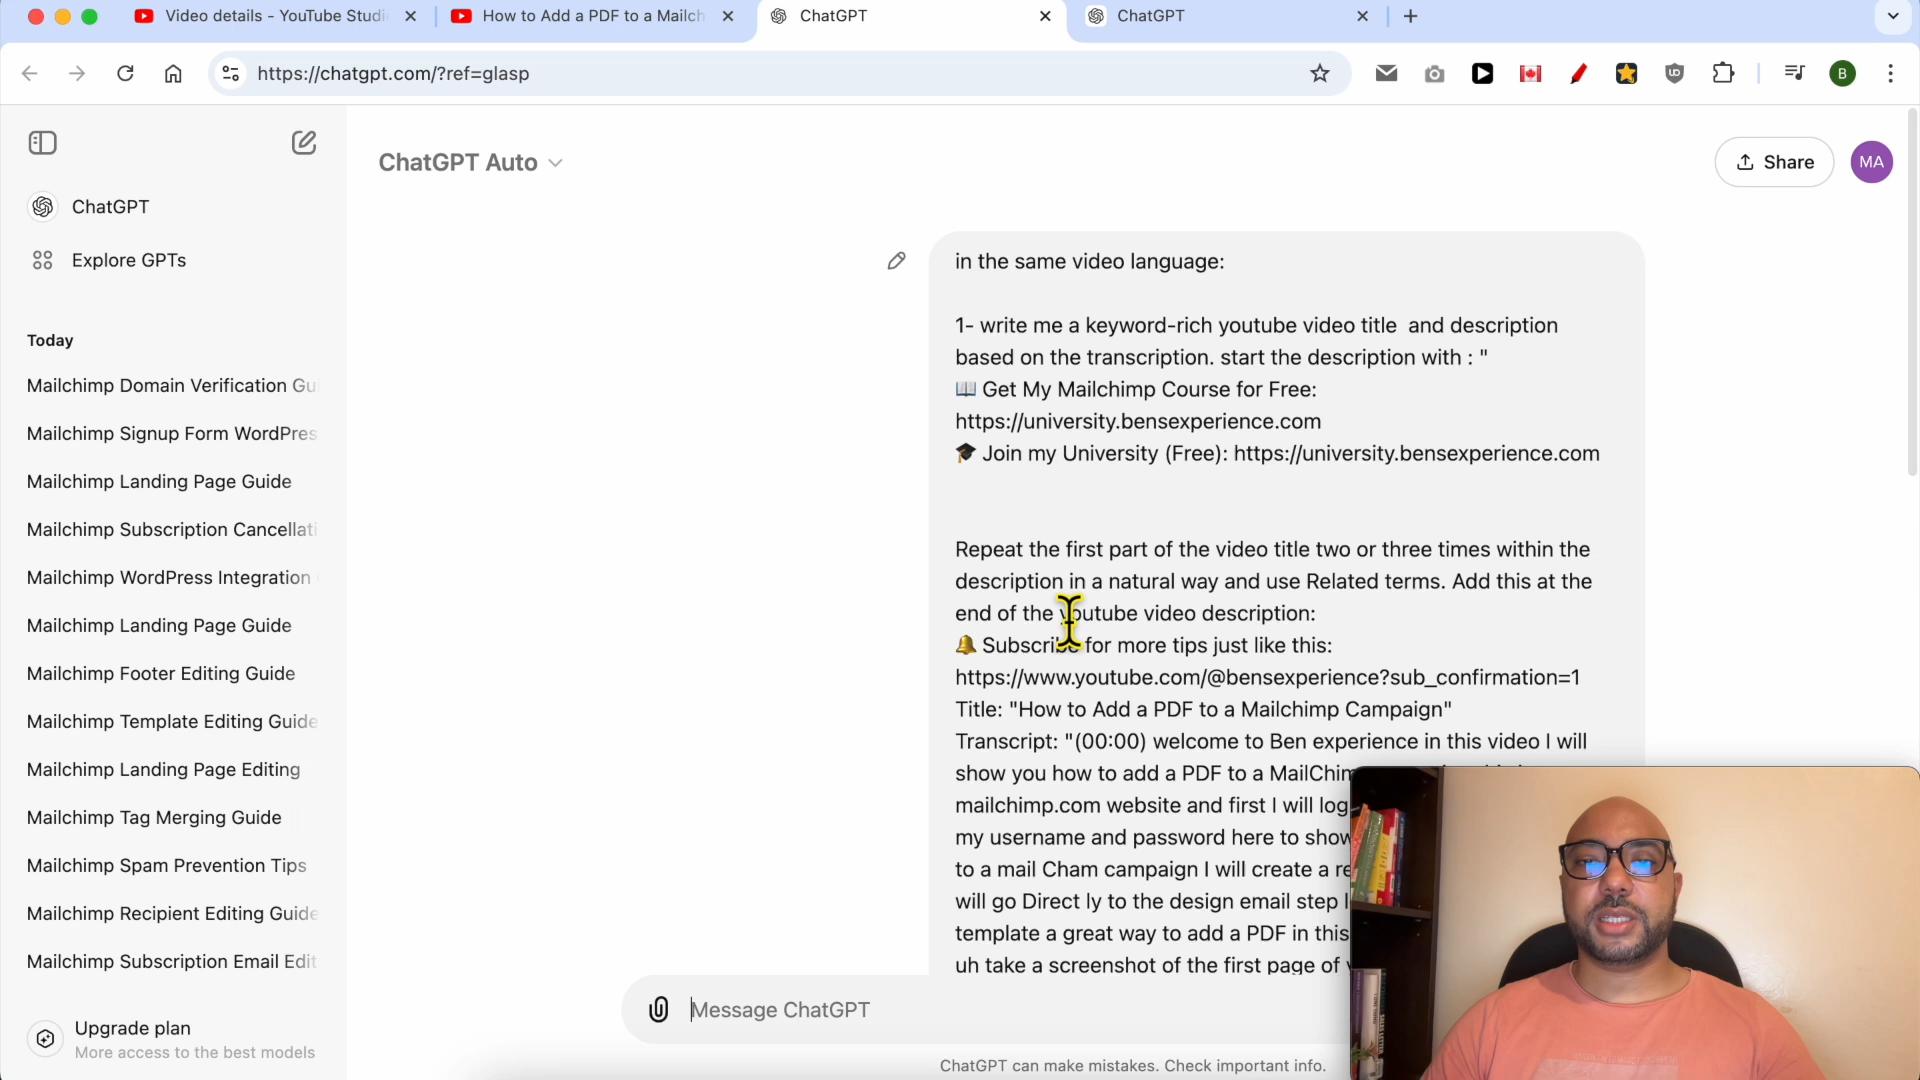 Video details - YouTube Studi
How to Add a PDF to a Mailch
ChatGPT
ChatGPT
https://chatgpt.com/?ref=glasp
B
ChatGPT
Explore GPTs
Today
Mailchimp Domain Verification Gu
Mailchimp Signup Form WordPres
Mailchimp Landing Page Guide
Mailchimp Subscription Cancellati
Mailchimp WordPress Integration
Mailchimp Landing Page Guide
Mailchimp Footer Editing Guide
Mailchimp Template Editing Guide
Mailchimp Landing Page Editing
Mailchimp Tag Merging Guide
Mailchimp Spam Prevention Tips
Mailchimp Recipient Editing Guide
Mailchimp Subscription Email Edit
Upgrade plan
More access to the best models
ChatGPT Auto
Share
MA
in the same video language:
1- write me a keyword-rich youtube video title  and description
based on the transcription. start the description with : "
📖 Get My Mailchimp Course for Free:
https://university.bensexperience.com
🎓 Join my University (Free): https://university.bensexperience.com
Repeat the first part of the video title two or three times within the
description in a natural way and use Related terms. Add this at the
end of the youtube video description:
🔔 Subscribe for more tips just like this:
https://www.youtube.com/@bensexperience?sub_confirmation=1
Title: "How to Add a PDF to a Mailchimp Campaign"
Transcript: "(00:00) welcome to Ben experience in this video I will
show you how to add a PDF to a MailChim
mailchimp.com website and first I will log
my username and password here to show
to a mail Cham campaign I will create a re
will go Direct ly to the design email step I
template a great way to add a PDF in this
uh take a screenshot of the first page of
Message ChatGPT
ChatGPT can make mistakes. Check important info.